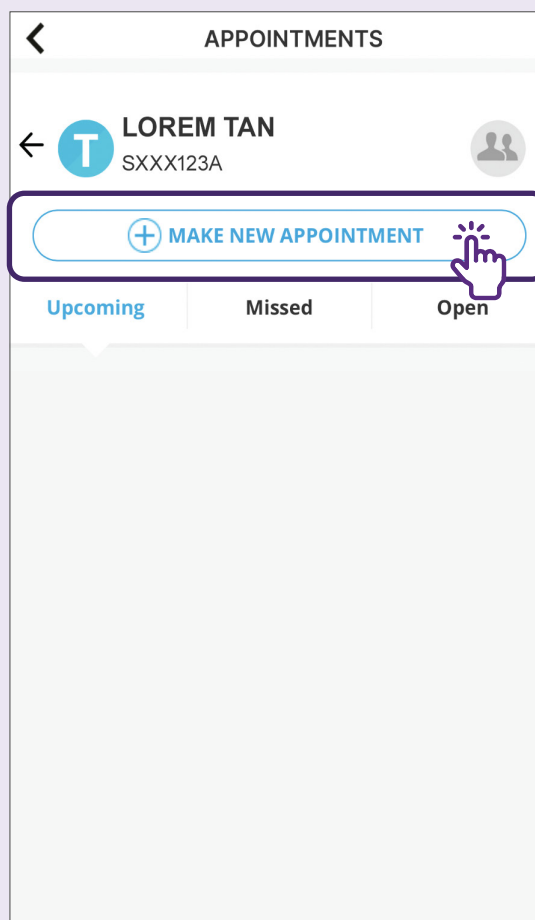 APPOINTMENTS
T
LOREM TAN
SXXX123A
MAKE NEW APPOINTMENT
Upcoming Missed Open